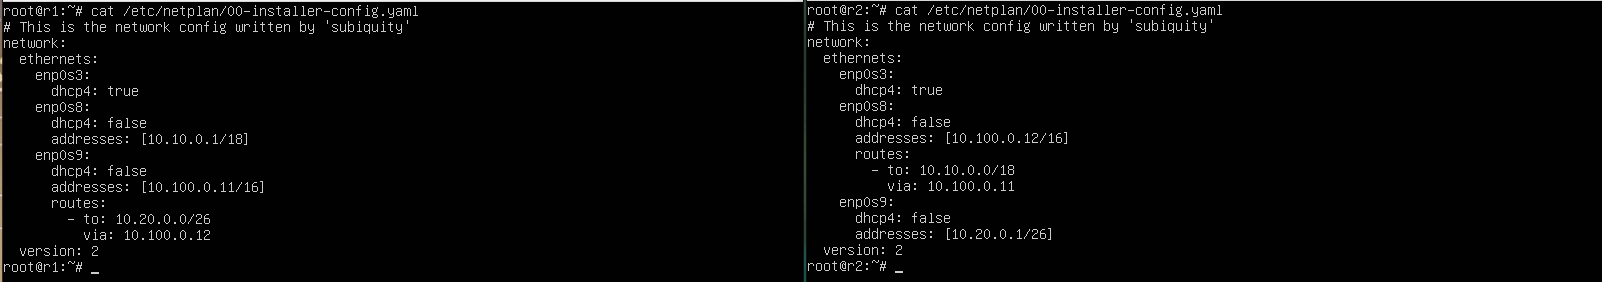 root@r1:~# cat /etc/netplan/00-installer-config.yaml
# This is the network config written by 'subiquity'
network:
  ethernets:
    enp0s3:
      dhcp4: true
    enp0s8:
      dhcp4: false
      addresses: [10.10.0.1/18]
    enp0s9:
      dhcp4: false
      addresses: [10.100.0.11/16]
      routes:
        - to: 10.20.0.0/26
          via: 10.100.0.12
  version: 2
root@r1:~# _
root@r2:~# cat /etc/netplan/00-installer-config.yaml
# This is the network config written by 'subiquity'
network:
  ethernets:
    enp0s3:
      dhcp4: true
    enp0s8:
      dhcp4: false
      addresses: [10.100.0.12/16]
      routes:
        - to: 10.10.0.0/18
          via: 10.100.0.11
    enp0s9:
      dhcp4: false
      addresses: [10.20.0.1/26]
  version: 2
root@r2:~# _